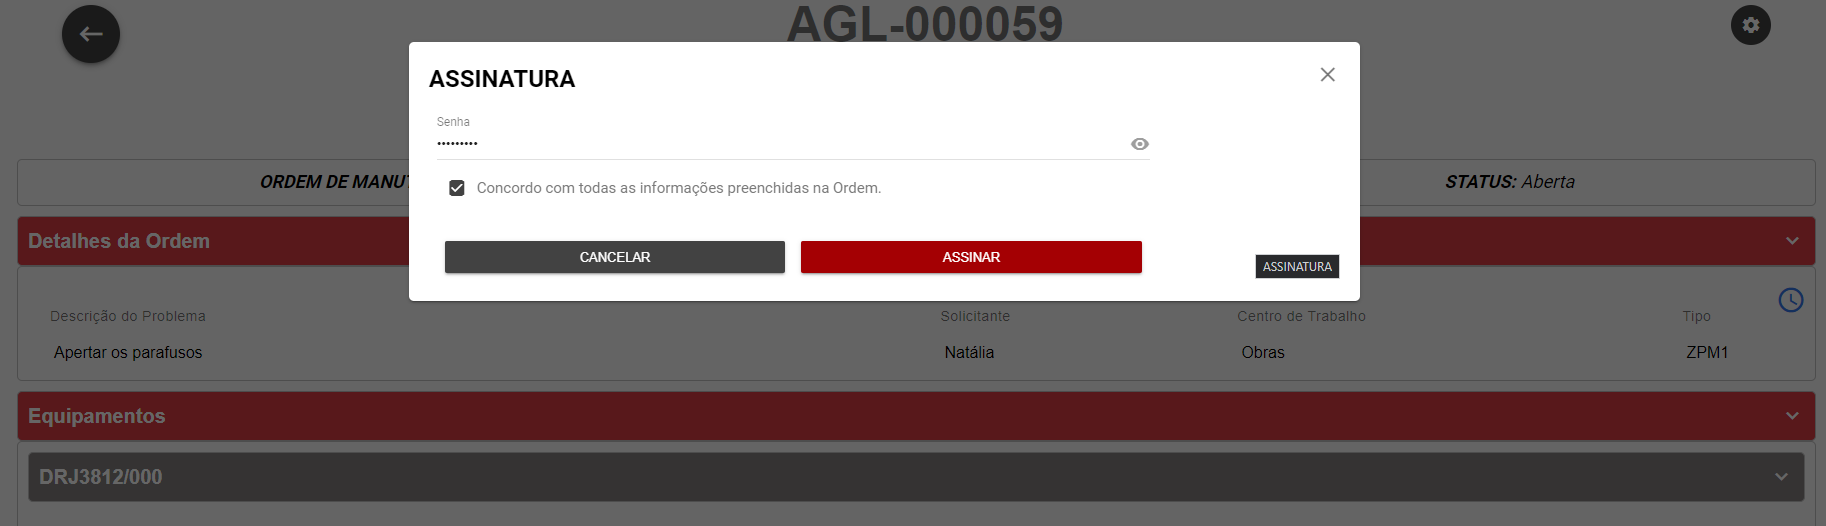 AGL-000059
ASSINATURA
Senha
•••••••••
Concordo com todas as informações preenchidas na Ordem.
CANCELAR
ASSINAR
ASSINATURA
ORDEM DE MANU
STATUS: Aberta
Detalhes da Ordem
Descrição do Problema
Solicitante
Centro de Trabalho
Tipo
Apertar os parafusos
Natália
Obras
ZPM1
Equipamentos
DRJ3812/000